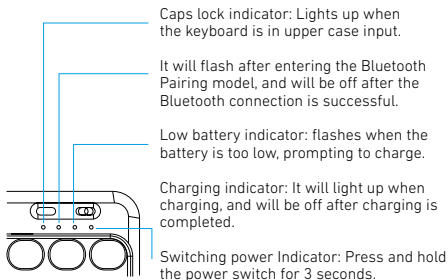 Caps lock indicator: Lights up when
the keyboard is in upper case input.
It will flash after entering the Bluetooth
Pairing model, and will be off after the
Bluetooth connection is successful.
Low battery indicator: flashes when the
battery is too low, prompting to charge.
Charging indicator: It will light up when
charging, and will be off after charging is
completed.
Switching power Indicator: Press and hold
the power switch for 3 seconds.